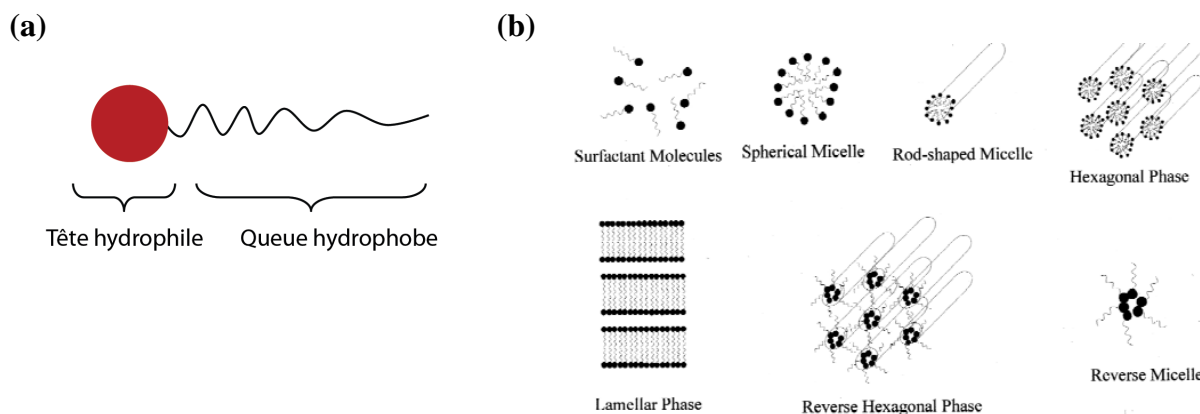 (a)
Tête hydrophile
Queue hydrophobe
(b)
Surfactant Molecules
Spherical Micelle
Rod-shaped Micelle
Hexagonal Phase
Lamellar Phase
Reverse Hexagonal Phase
Reverse Micelle